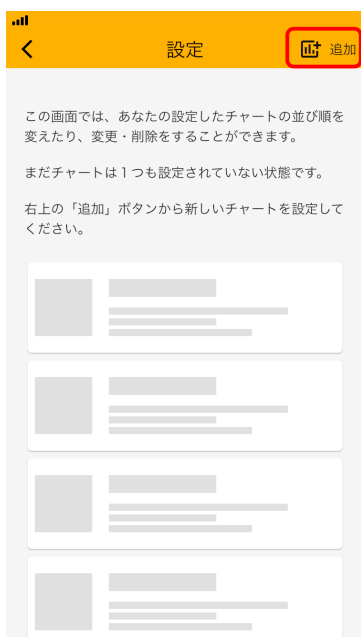 設定
追加
この画面では、あなたの設定したチャートの並び順を
変えたり、変更・削除をすることができます。
まだチャートは1つも設定されていない状態です。
右上の「追加」ボタンから新しいチャートを設定して
ください。